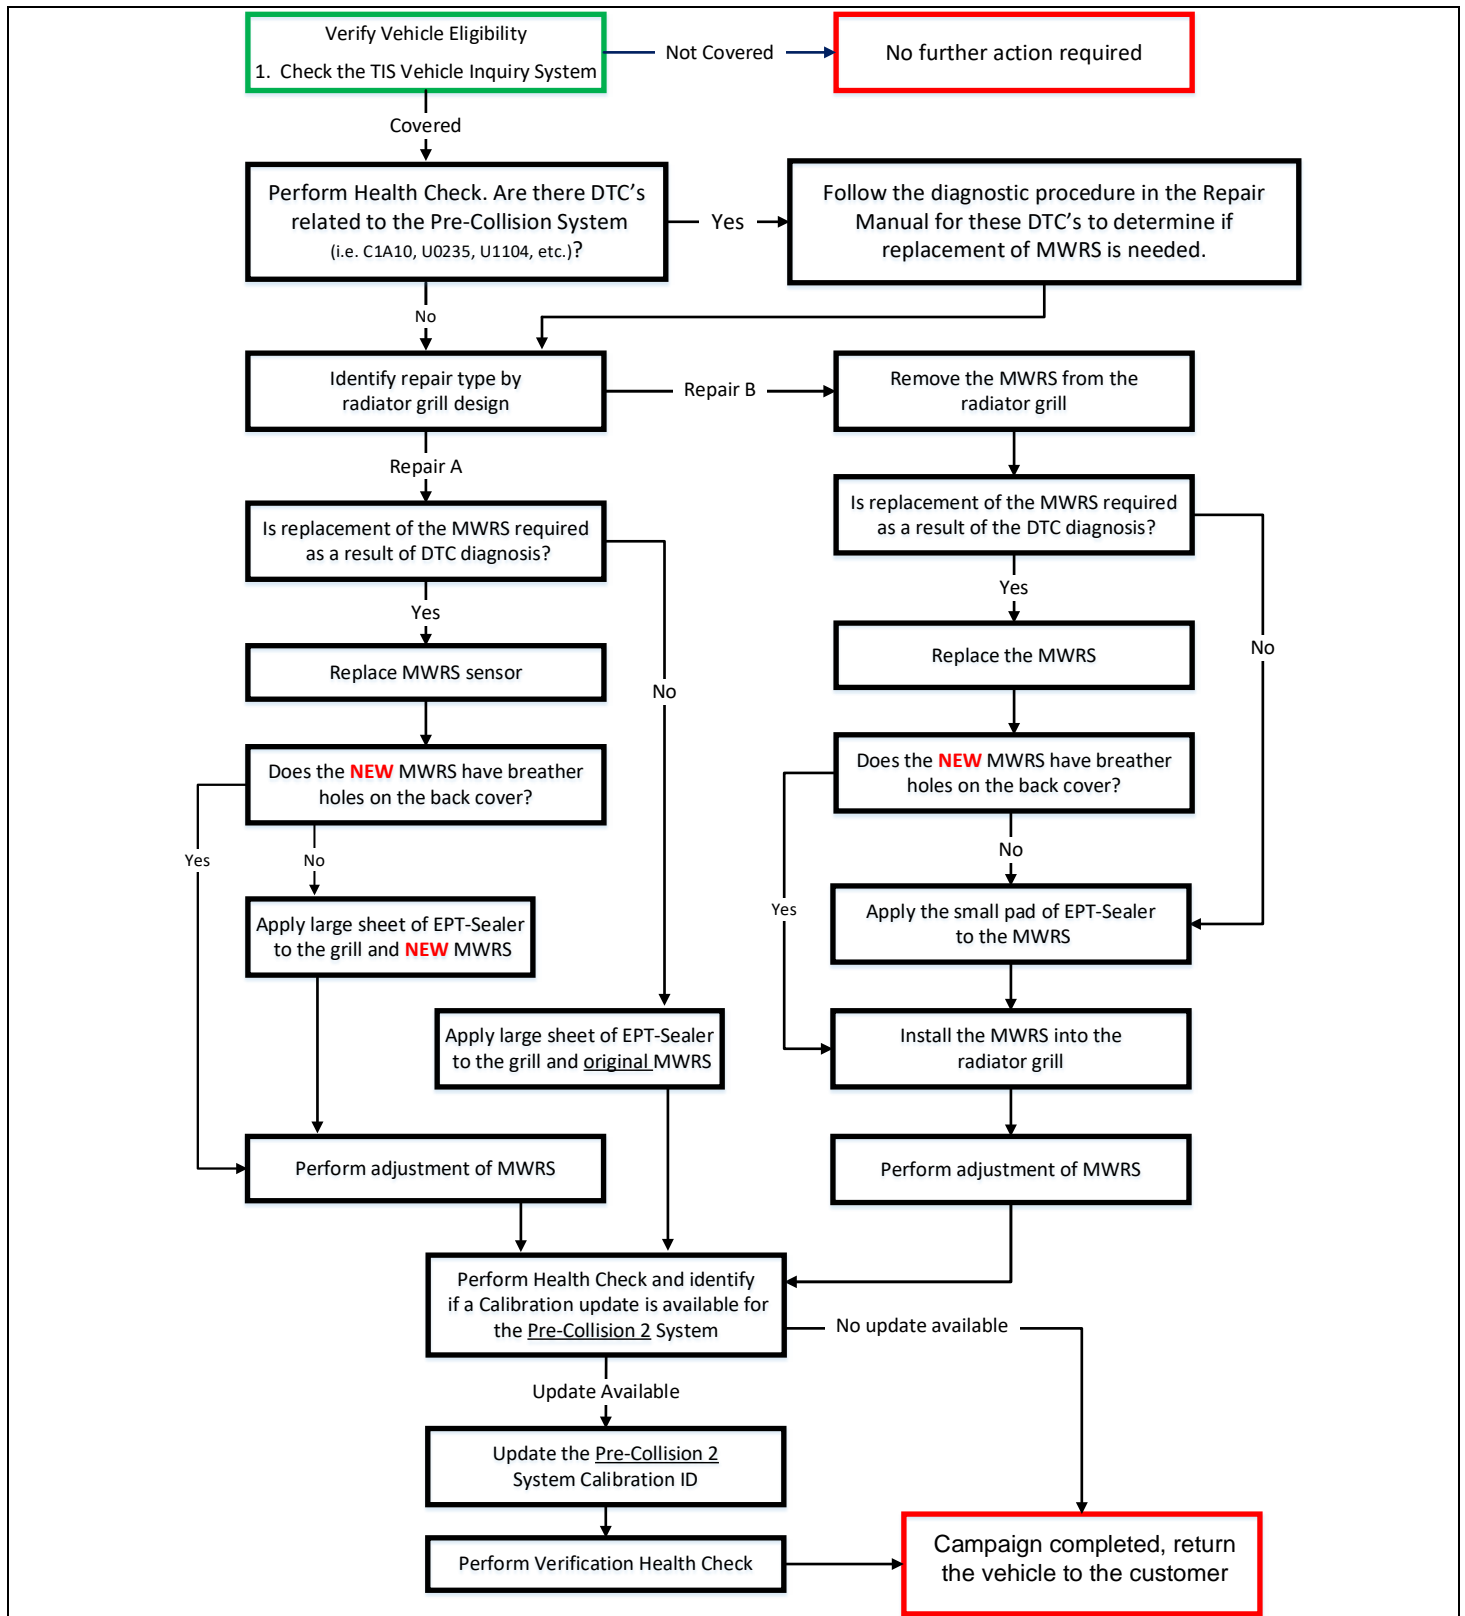 Verify Vehicle Eligibility
1. Check the TIS Vehicle Inquiry System
Not Covered
No further action required
Covered
Perform Health Check. Are there DTC's
related to the Pre-Collision System
(i.e. C1A10, U0235, U1104, etc.)?
Yes
Follow the diagnostic procedure in the Repair
Manual for these DTC's to determine if
replacement of MWRS is needed.
No
Identify repair type by
radiator grill design
Repair B
Remove the MWRS from the
radiator grill
Repair A
Is replacement of the MWRS required
as a result of DTC diagnosis?
Is replacement of the MWRS required
as a result of the DTC diagnosis?
Yes
Yes
No
Replace MWRS sensor
No
Replace the MWRS
Does the NEW MWRS have breather
holes on the back cover?
Does the NEW MWRS have breather
holes on the back cover?
Yes
No
No
Yes
Apply large sheet of EPT-Sealer
to the grill and NEW MWRS
Apply the small pad of EPT-Sealer
to the MWRS
Apply large sheet of EPT-Sealer
to the grill and original MWRS
Install the MWRS into the
radiator grill
Perform adjustment of MWRS
Perform adjustment of MWRS
Perform Health Check and identify
if a Calibration update is available for
the Pre-Collision 2 System
No update available
Update Available
Update the Pre-Collision 2
System Calibration ID
Perform Verification Health Check
Campaign completed, return
the vehicle to the customer